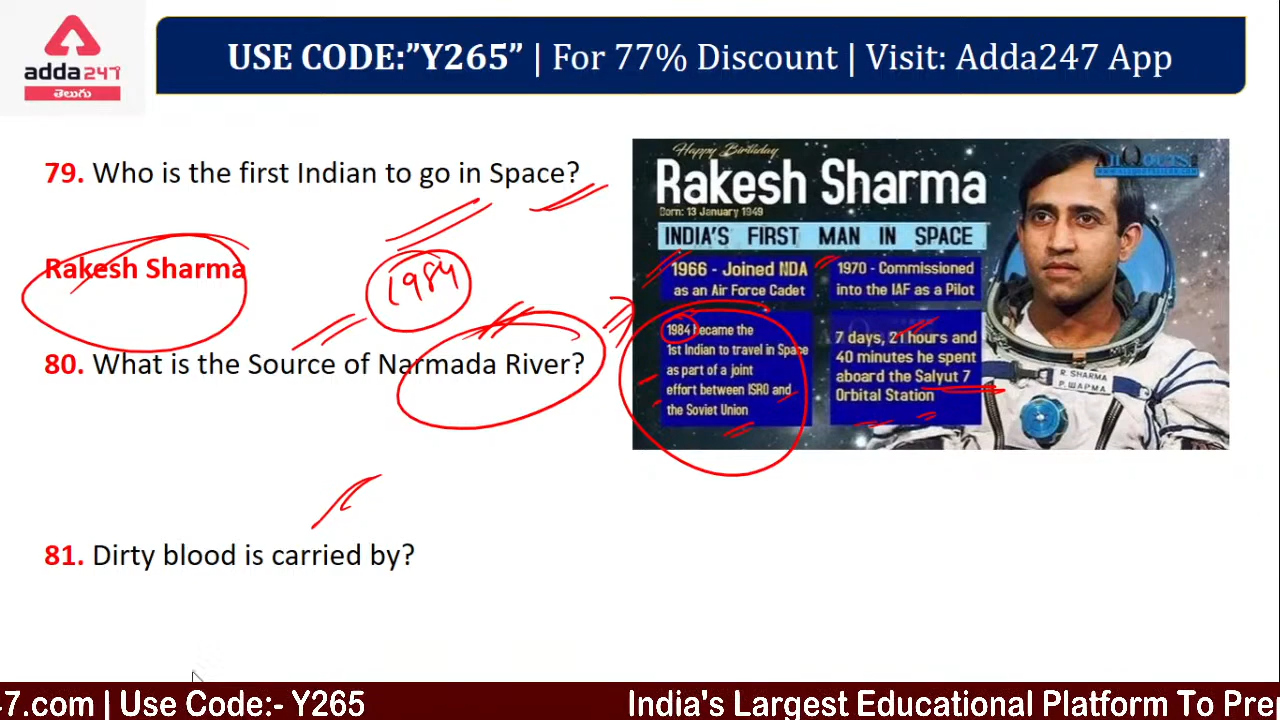 adda247
తెలుగు
USE CODE:”Y265” | For 77% Discount | Visit: Adda247 App
79. Who is the first Indian to go in Space?
Rakesh Sharma
1984
80. What is the Source of Narmada River?
81. Dirty blood is carried by?
Happy Birthday
Rakesh Sharma
Born: 13 January 1949
INDIA'S FIRST MAN IN SPACE
1966 - Joined NDA
as an Air Force Cadet
1970 - Commissioned
into the IAF as a Pilot
1984 became the
1st Indian to travel in Space
as part of a joint
effort between ISRO and
the Soviet Union
7 days, 21 hours and
40 minutes he spent
aboard the Salyut 7
Orbital Station
R. SHARMA
Р. ШАРМА
47.com | Use Code:- Y265
India's Largest Educational Platform To Pre